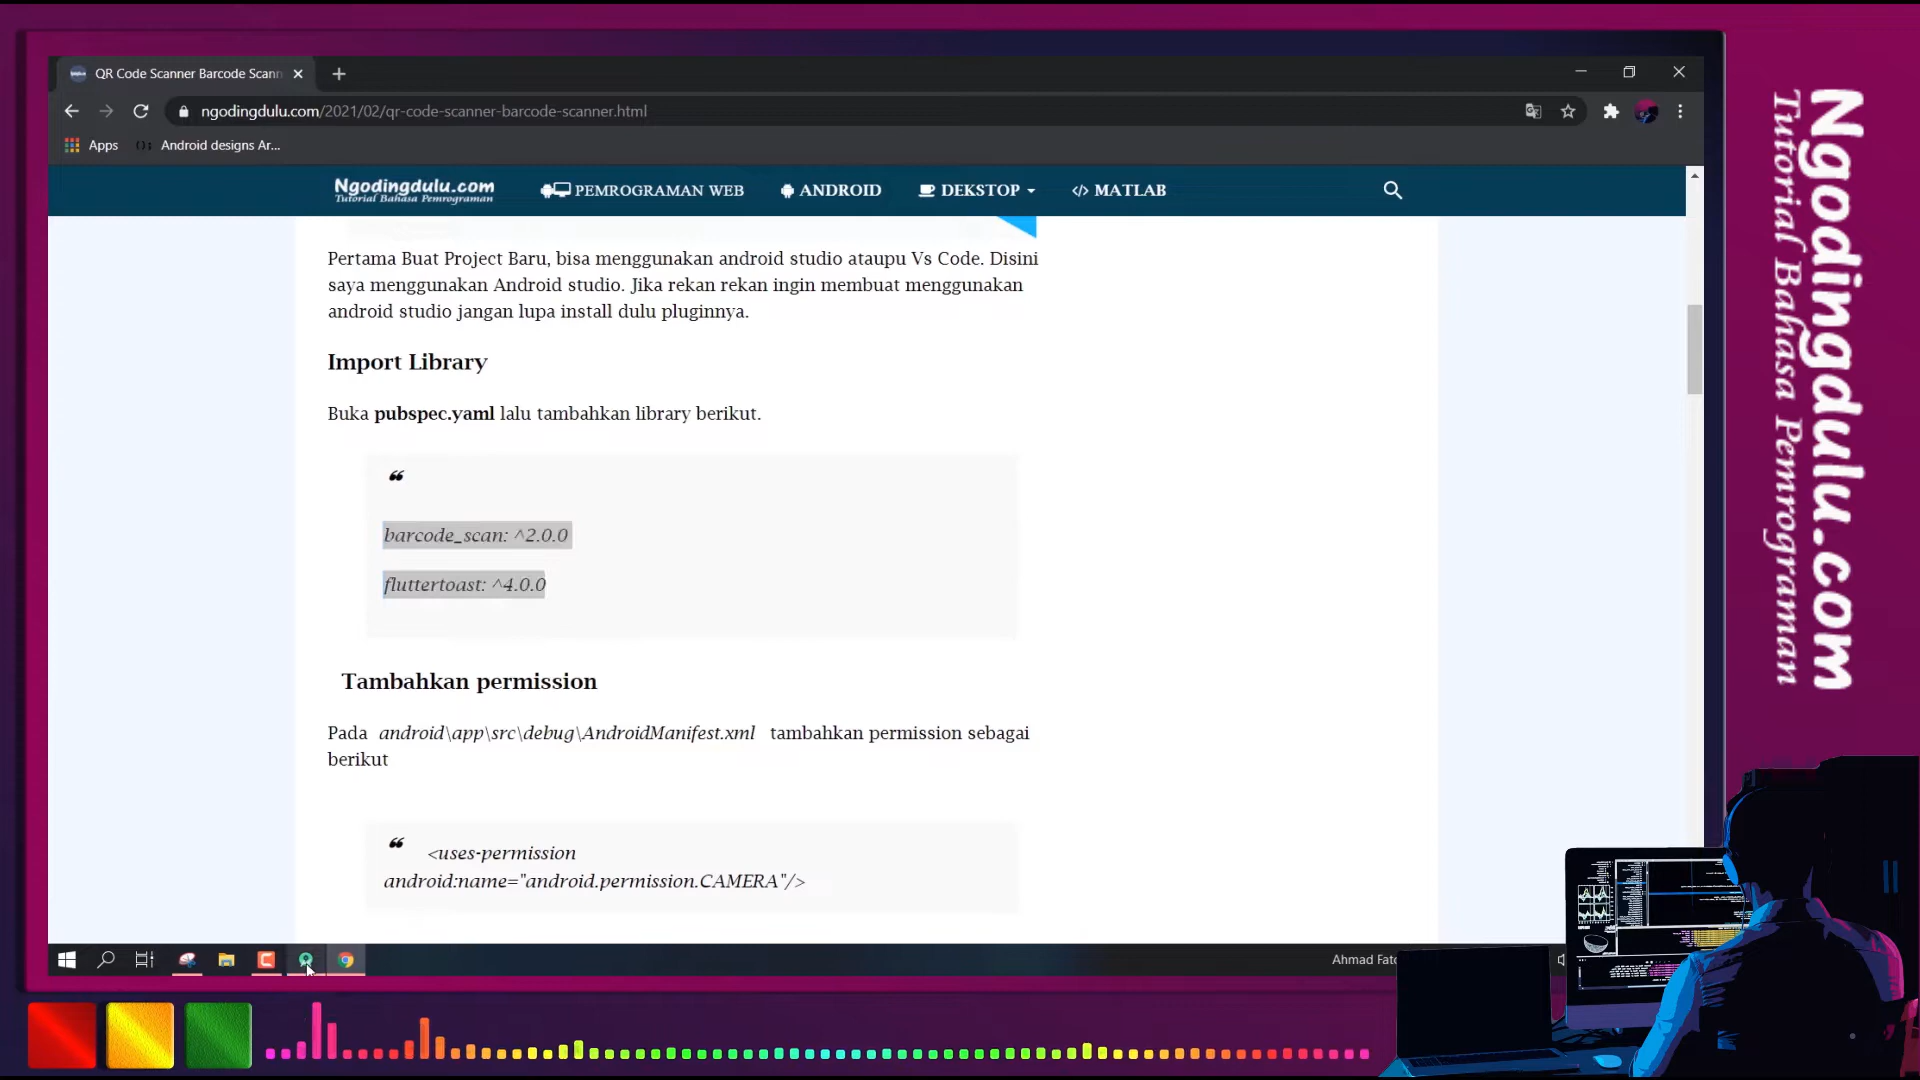 QR Code Scanner Barcode Scann
ngodingdulu.com/2021/02/qr-code-scanner-barcode-scanner.html
Apps
Android designs Ar...
Ngodingdulu.com
Tutorial Bahasa Pemrograman
PEMROGRAMAN WEB
ANDROID
DEKSTOP
MATLAB
Pertama Buat Project Baru, bisa menggunakan android studio ataupu Vs Code. Disini
saya menggunakan Android studio. Jika rekan rekan ingin membuat menggunakan
android studio jangan lupa install dulu pluginnya.
Import Library
Buka pubspec.yaml lalu tambahkan library berikut.
❝
barcode_scan: ^2.0.0
fluttertoast: ^4.0.0
Tambahkan permission
Pada android\app\src\debug\AndroidManifest.xml tambahkan permission sebagai
berikut
❝ <uses-permission
android:name="android.permission.CAMERA"/>
Ahmad Fato
Ngodingdulu.com
Tutorial Bahasa Pemrograman